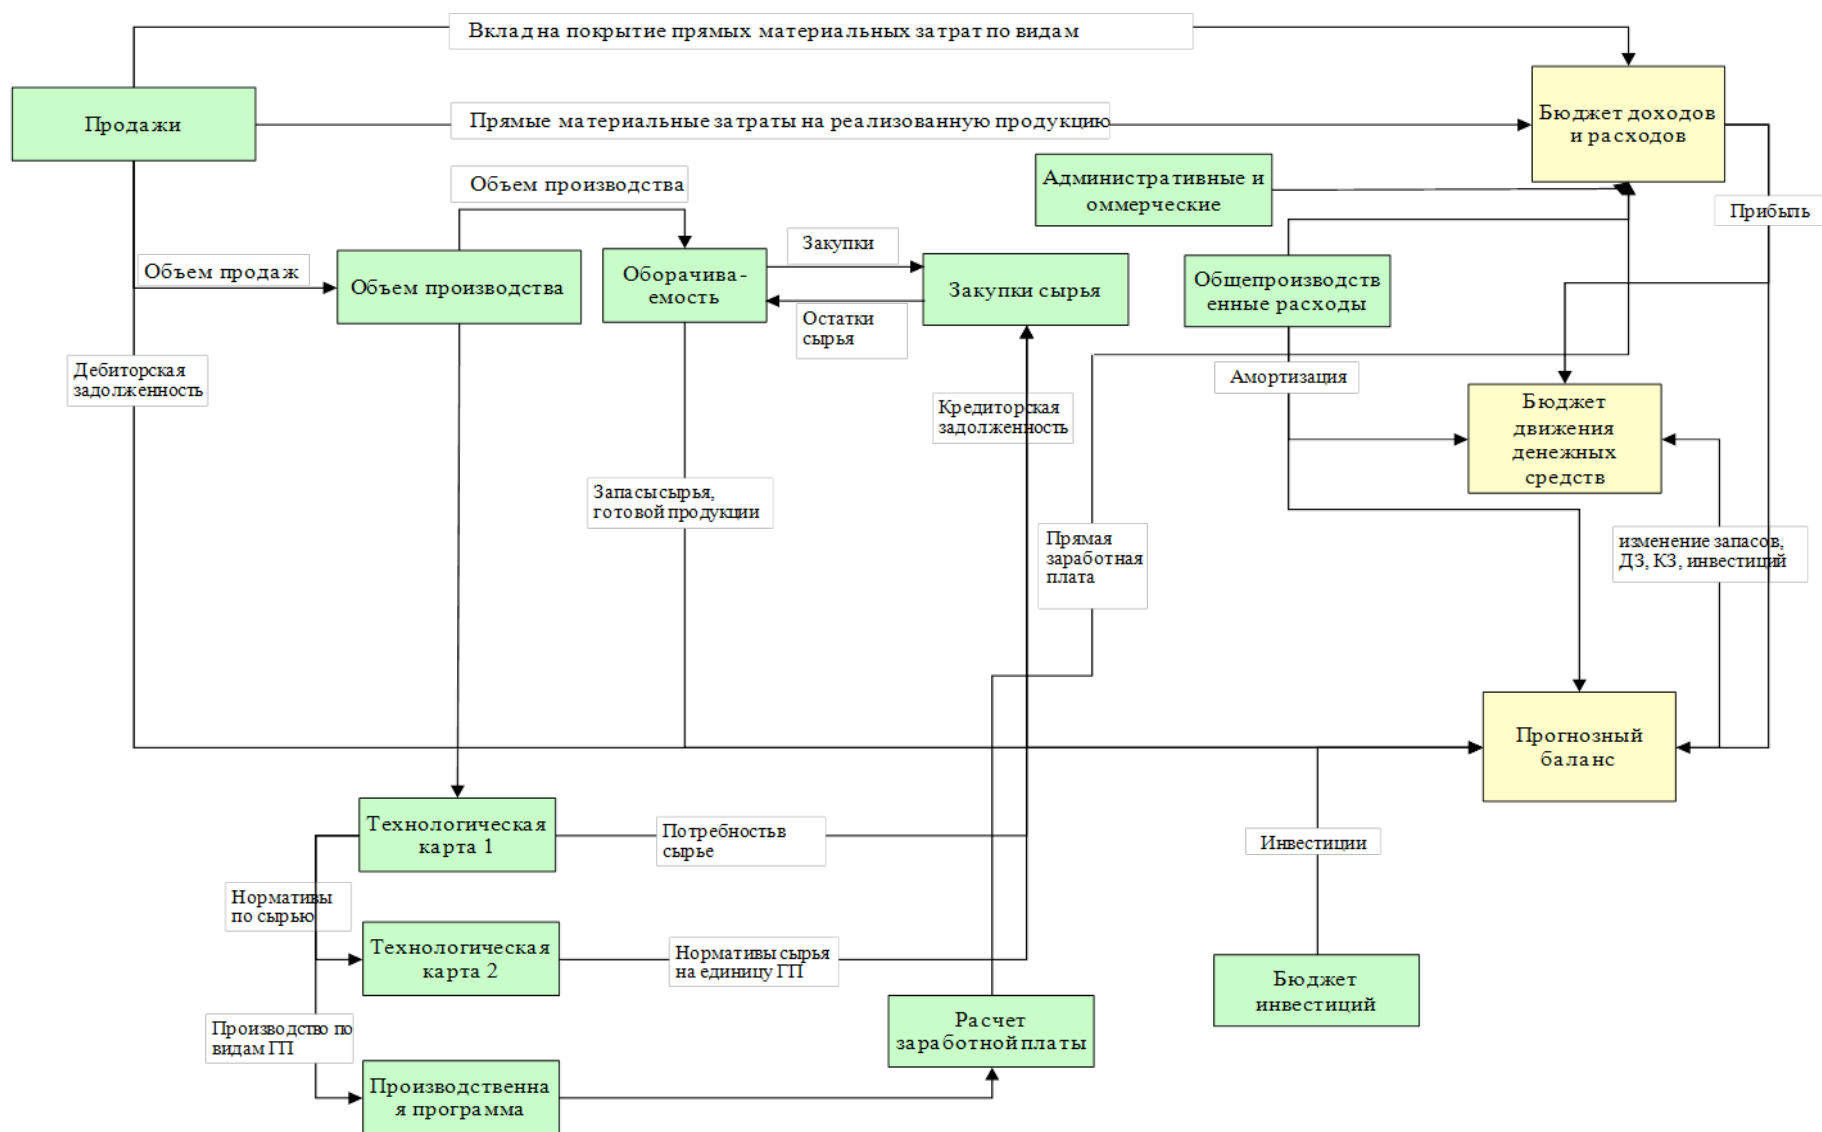 Вклад на покрытие прямых материальных затрат по видам
Продажи
Прямые материальные затраты на реализованную продукцию
Бюджет доходов
и расходов
Административные и
оммерческие
Объем производства
Прибыль
Объем продаж
Объем производства
Оборачива-
емость
Закупки
Закупки сырья
Остатки
сырья
Общепроизводств
енные расходы
Дебиторская
задолженность
Амортизация
Кредиторская
задолженность
Бюджет
движения
денежных
средств
Запасы сырья,
готовой продукции
Прямая
заработная
плата
изменение запасов,
ДЗ, КЗ, инвестиций
Прогнозный
баланс
Технологическая
карта 1
Потребность в
сырье
Инвестиции
Нормативы
по сырью
Технологическая
карта 2
Нормативы сырья
на единицу ГП
Бюджет
инвестиций
Производство по
видам ГП
Расчет
заработной платы
Производственна
я программа